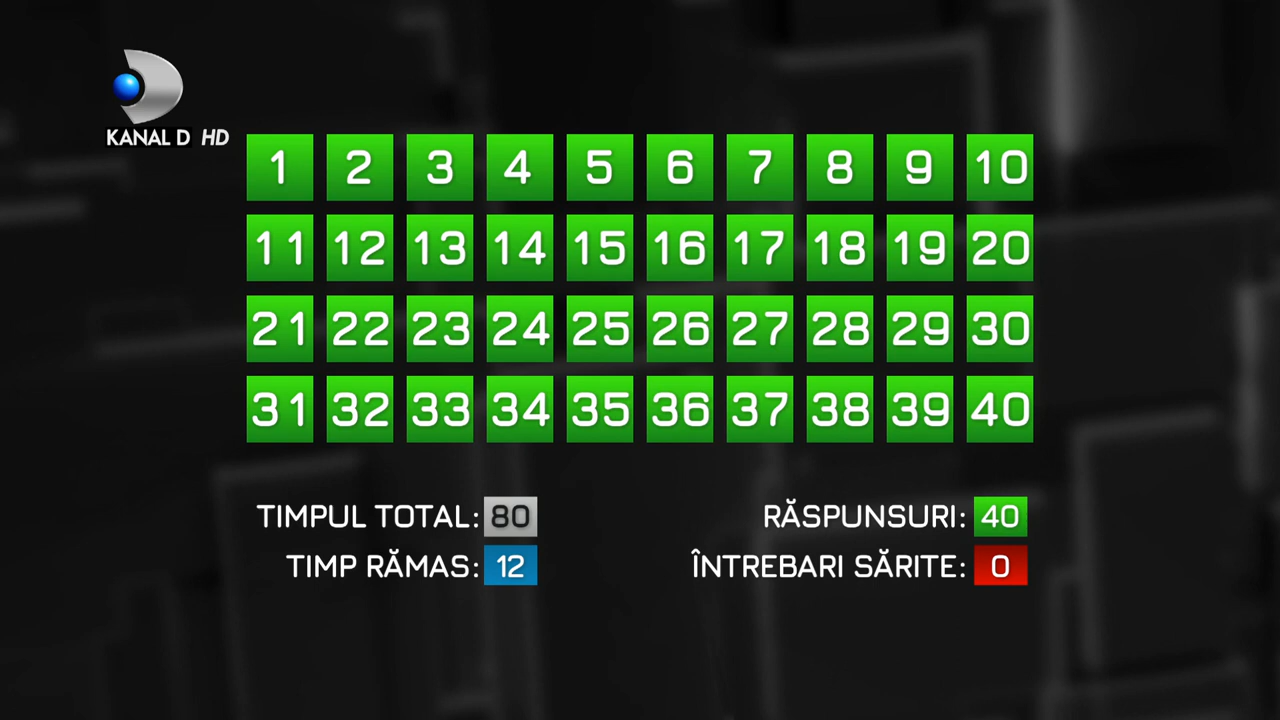 KANAL D HD
1 2 3 4 5 6 7 8 9 10
11 12 13 14 15 16 17 18 19 20
21 22 23 24 25 26 27 28 29 30
31 32 33 34 35 36 37 38 39 40
TIMPUL TOTAL: 80
RĂSPUNSURI: 40
TIMP RĂMAS: 12
ÎNTREBARI SĂRITE: 0